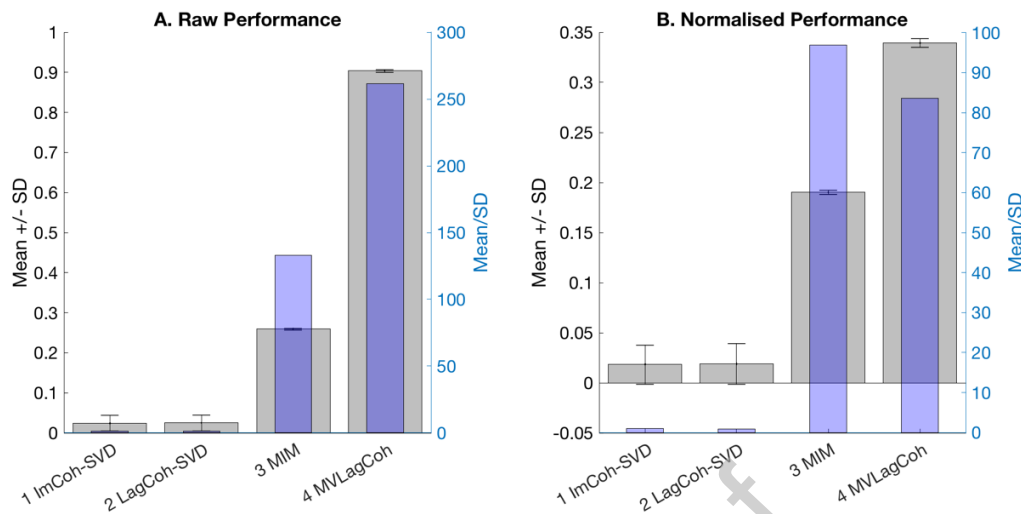 A. Raw Performance
1
0.9
0.8
0.7
0.6
0.5
0.4
0.3
0.2
0.1
0
Mean +/- SD
300
250
200
150
100
50
0
Mean/SD
1 ImCoh-SVD
2 LagCoh-SVD
3 MIM
4 MVLagCoh
B. Normalised Performance
0.35
0.3
0.25
0.2
0.15
0.1
0.05
0
-0.05
Mean +/- SD
100
90
80
70
60
50
40
30
20
10
0
Mean/SD
1 ImCoh-SVD
2 LagCoh-SVD
3 MIM
4 MVLagCoh
f